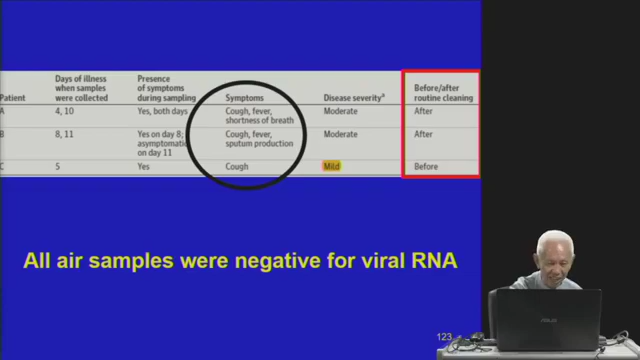 Days of illness Presence Before/after
when samples of symptoms routine cleaning
Patient were collected during sampling Symptoms Disease severityª
A 4, 10 Yes, both days Cough, fever, Moderate After
shortness of breath
B 8, 11 Yes on day 8; Cough, fever, Moderate After
asymptomatic sputum production
on day 11
C 5 Yes Cough Mild Before
All air samples were negative for viral RNA
123
ASUS